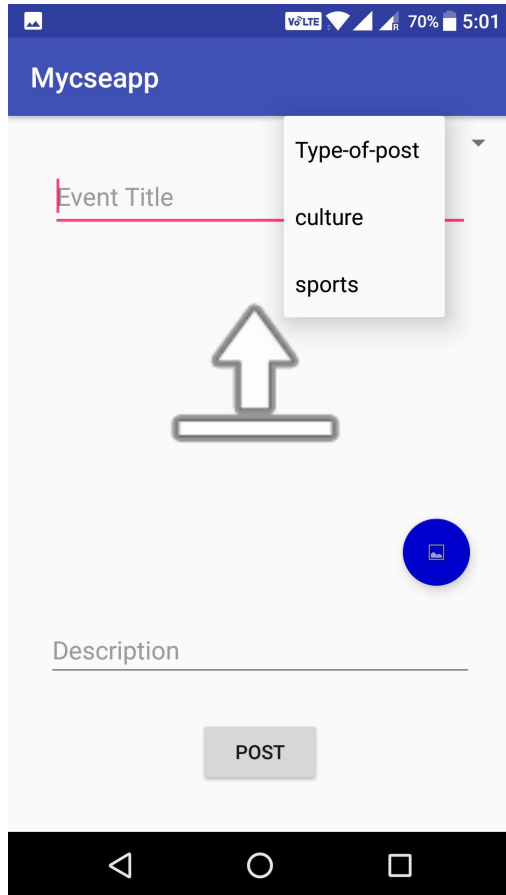 VoLTE R 70% 5:01
Mycseapp
Type-of-post
Event Title
culture
sports
Description
POST